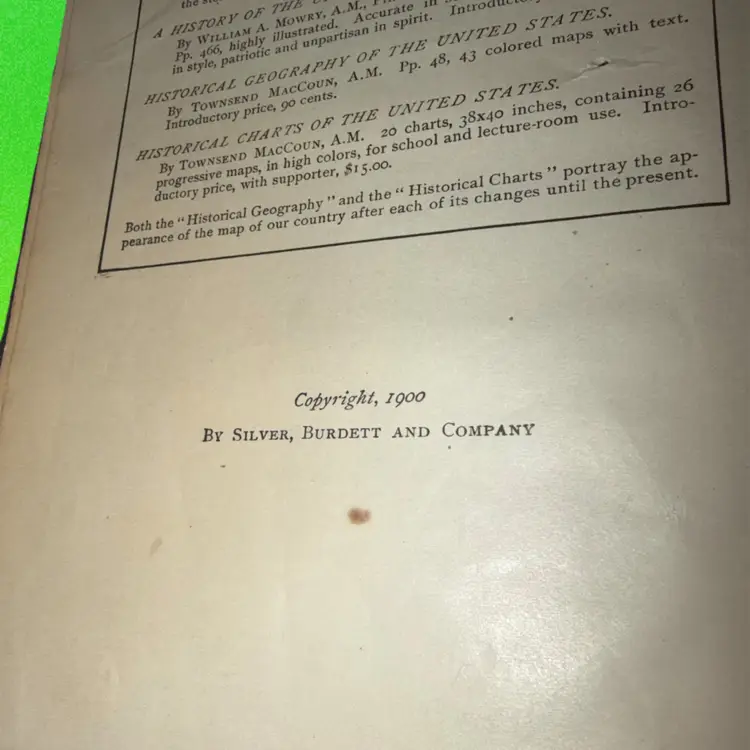 the
A HISTORY OF THE U
By William A. Mowry, A.M., P
Pp. 466, highly illustrated. Accurate in s
in style, patriotic and unpartisan in spirit. Introductory
HISTORICAL GEOGRAPHY OF THE UNITED STATES.
By Townsend MacCoun, A.M. Pp. 48, 43 colored maps with text.
Introductory price, 90 cents.
HISTORICAL CHARTS OF THE UNITED STATES.
By Townsend MacCoun, A.M. 20 charts, 38x40 inches, containing 26
progressive maps, in high colors, for school and lecture-room use. Intro-
ductory price, with supporter, $15.00.
Both the “Historical Geography” and the “Historical Charts” portray the ap-
pearance of the map of our country after each of its changes until the present.
Copyright, 1900
By Silver, Burdett and Company